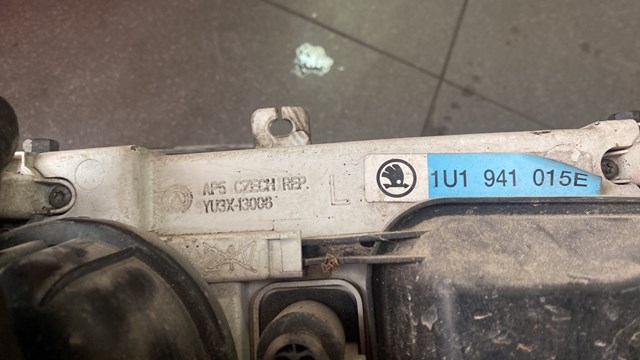 AP5 CZECH REP.
YU3X-13006
L
1U1 941 015E